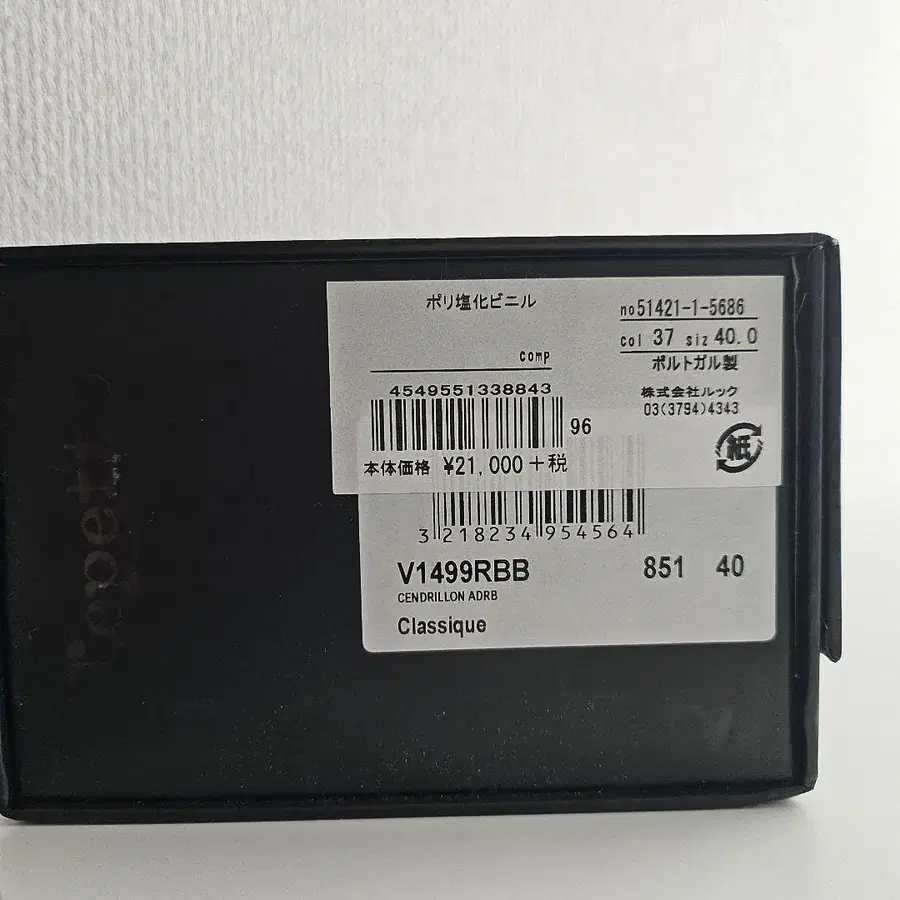 repetto
ポリ塩化ビニル
comp
4549551338843
96
本体価格 ¥21,000+税
no51421-1-5686
col 37 siz 40.0
ポルトガル製
株式会社ルック
03(3794)4343
紙
3 218234 954564
V1499RBB 851 40
CENDRILLON ADRB
Classique